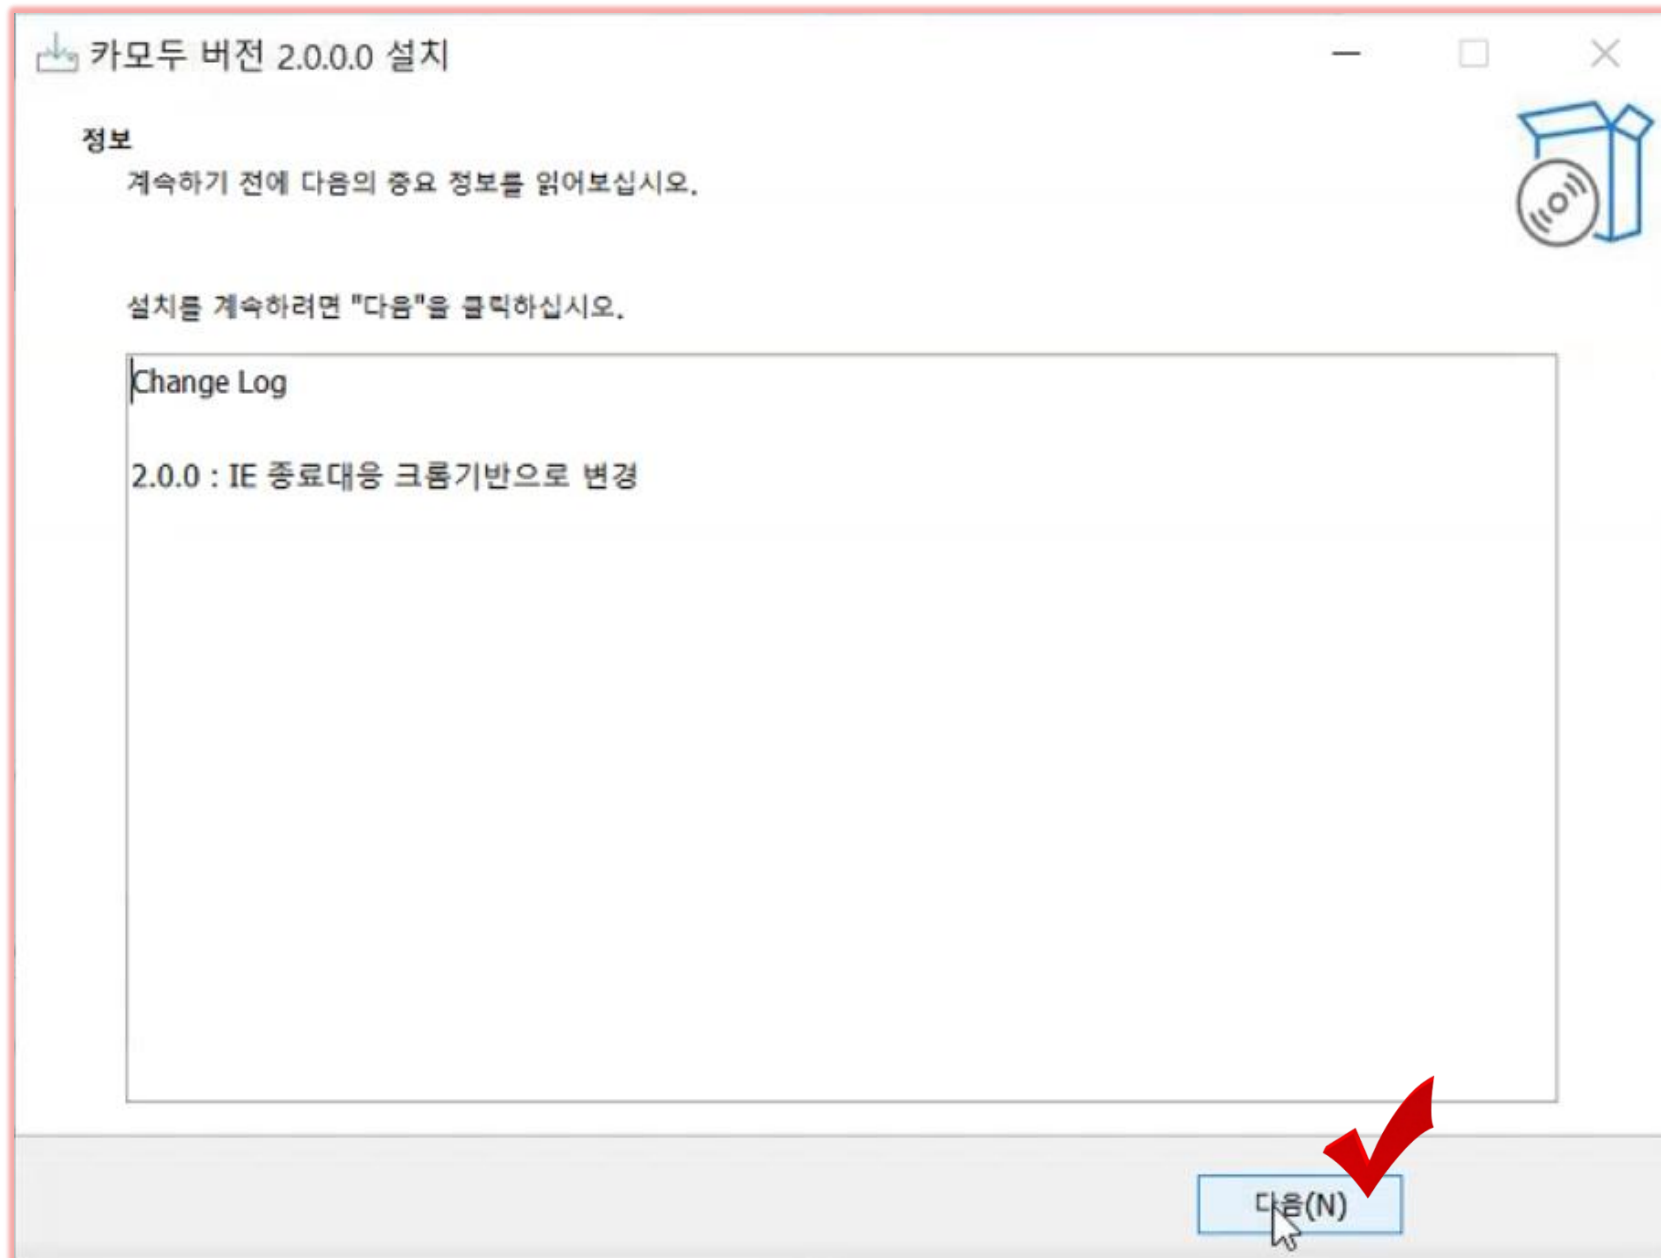 카모두 버전 2.0.0.0 설치
정보
계속하기 전에 다음의 중요 정보를 읽어보십시오.
설치를 계속하려면 "다음"을 클릭하십시오.
Change Log
2.0.0 : IE 종료대응 크롬기반으로 변경
다음(N)